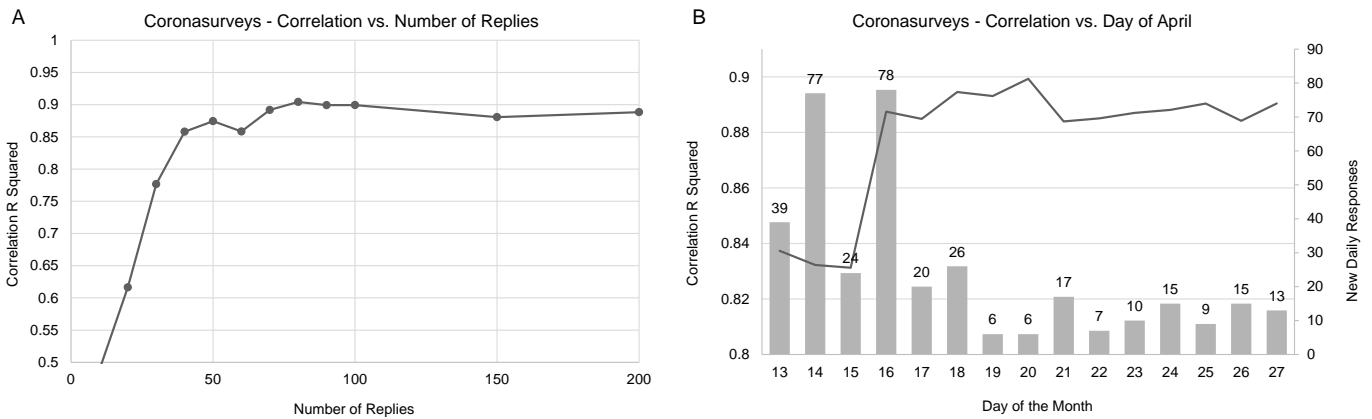 A
Coronasurveys - Correlation vs. Number of Replies
1
0.95
0.9
0.85
0.8
0.75
0.7
0.65
0.6
0.55
0.5
Correlation R Squared
0 50 100 150 200
Number of Replies
B
Coronasurveys - Correlation vs. Day of April
0.9
0.88
0.86
0.84
0.82
0.8
Correlation R Squared
39 77 24 78 20 26 6 6 17 7 10 15 9 15 13
90
80
70
60
50
40
30
20
10
0
New Daily Responses
13 14 15 16 17 18 19 20 21 22 23 24 25 26 27
Day of the Month